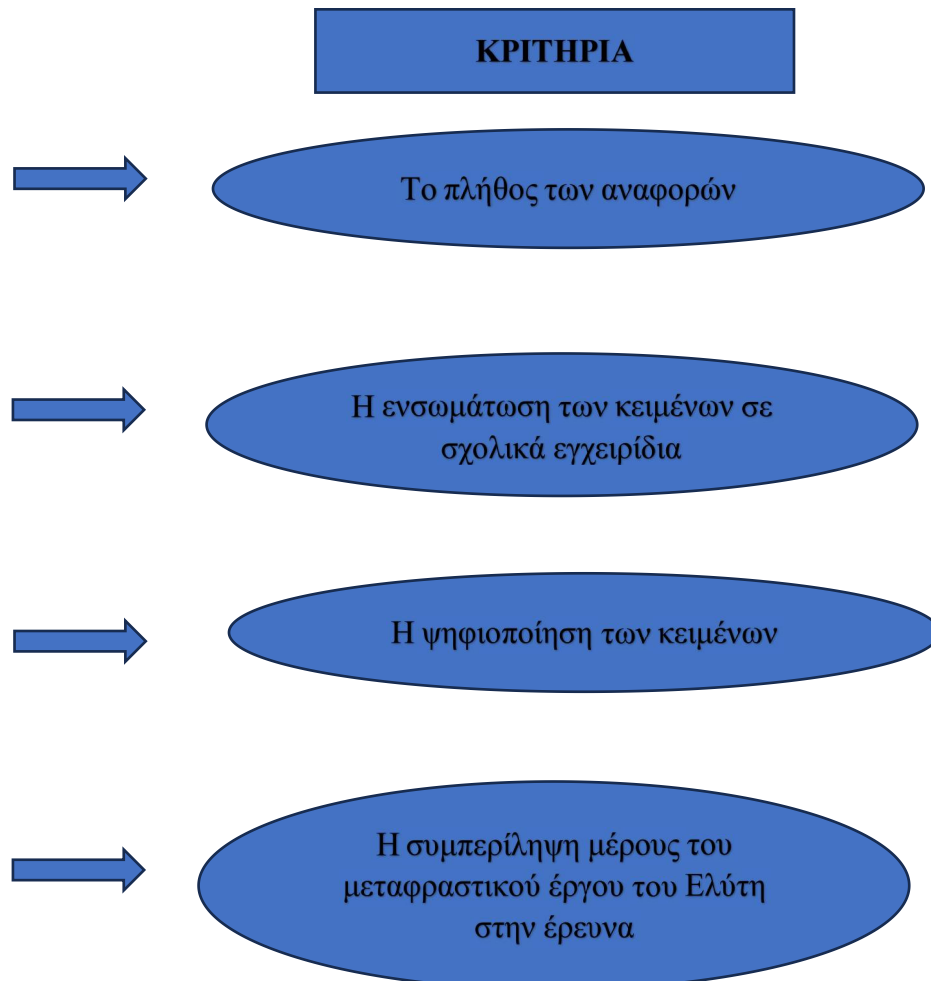 ΚΡΙΤΗΡΙΑ
Το πλήθος των αναφορών
Η ενσωμάτωση των κειμένων σε
σχολικά εγχειρίδια
Η ψηφιοποίηση των κειμένων
Η συμπερίληψη μέρους του
μεταφραστικού έργου του Ελύτη
στην έρευνα